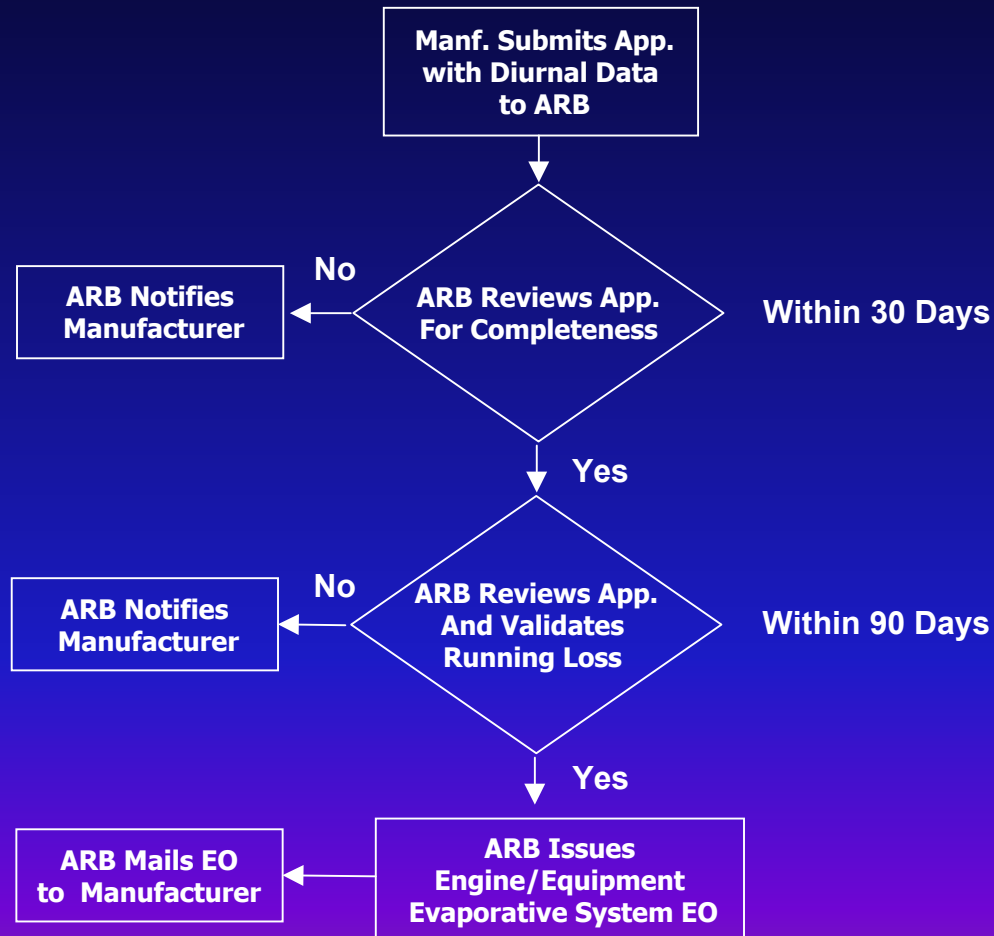 Manf. Submits App.
with Diurnal Data
to ARB
No
ARB Notifies
Manufacturer
ARB Reviews App.
For Completeness
Within 30 Days
Yes
No
ARB Notifies
Manufacturer
ARB Reviews App.
And Validates
Running Loss
Within 90 Days
Yes
ARB Mails EO
to Manufacturer
ARB Issues
Engine/Equipment
Evaporative System EO